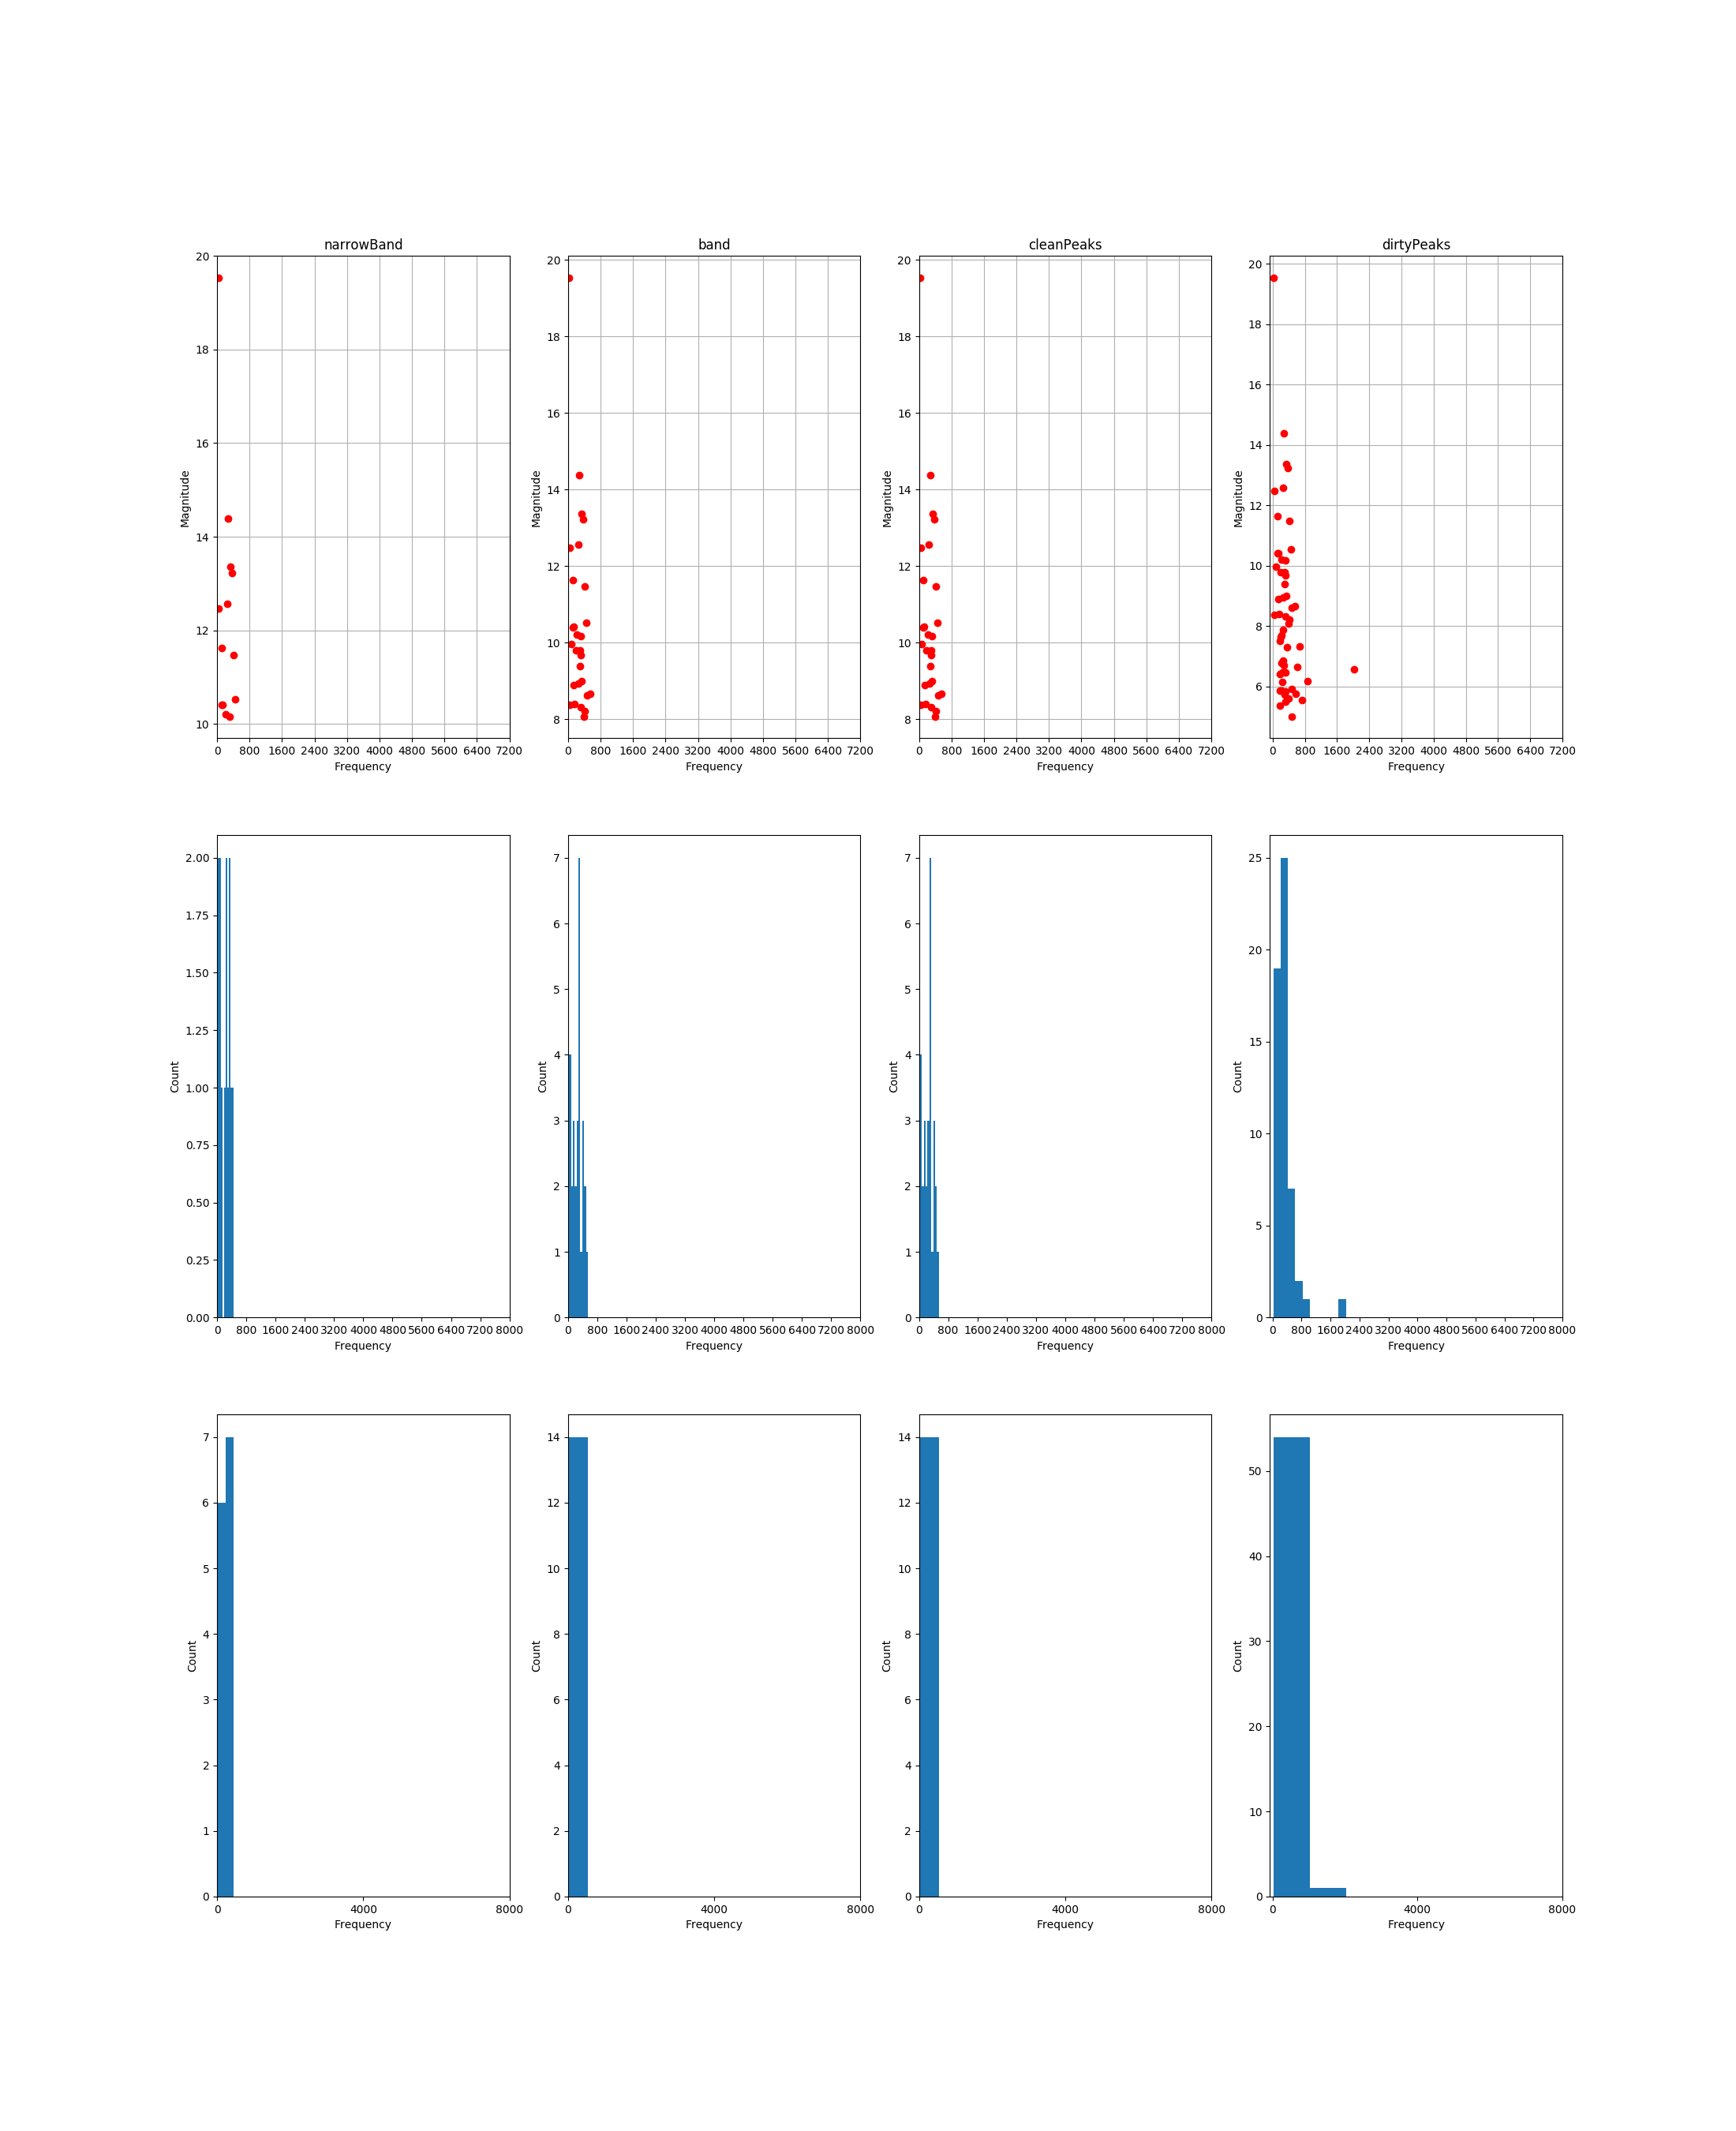 narrowBand band cleanPeaks dirtyPeaks
20 18 16 14 12 10
Magnitude
0 800 1600 2400 3200 4000 4800 5600 6400 7200
Frequency
20 18 16 14 12 10 8
Magnitude
0 800 1600 2400 3200 4000 4800 5600 6400 7200
Frequency
20 18 16 14 12 10 8
Magnitude
0 800 1600 2400 3200 4000 4800 5600 6400 7200
Frequency
20 18 16 14 12 10 8 6
Magnitude
0 800 1600 2400 3200 4000 4800 5600 6400 7200
Frequency
2.00 1.75 1.50 1.25 1.00 0.75 0.50 0.25 0.00
Count
0 800 1600 2400 3200 4000 4800 5600 6400 7200 8000
Frequency
7 6 5 4 3 2 1 0
Count
0 800 1600 2400 3200 4000 4800 5600 6400 7200 8000
Frequency
7 6 5 4 3 2 1 0
Count
0 800 1600 2400 3200 4000 4800 5600 6400 7200 8000
Frequency
25 20 15 10 5 0
Count
0 800 1600 2400 3200 4000 4800 5600 6400 7200 8000
Frequency
7 6 5 4 3 2 1 0
Count
0 4000 8000
Frequency
14 12 10 8 6 4 2 0
Count
0 4000 8000
Frequency
14 12 10 8 6 4 2 0
Count
0 4000 8000
Frequency
50 40 30 20 10 0
Count
0 4000 8000
Frequency